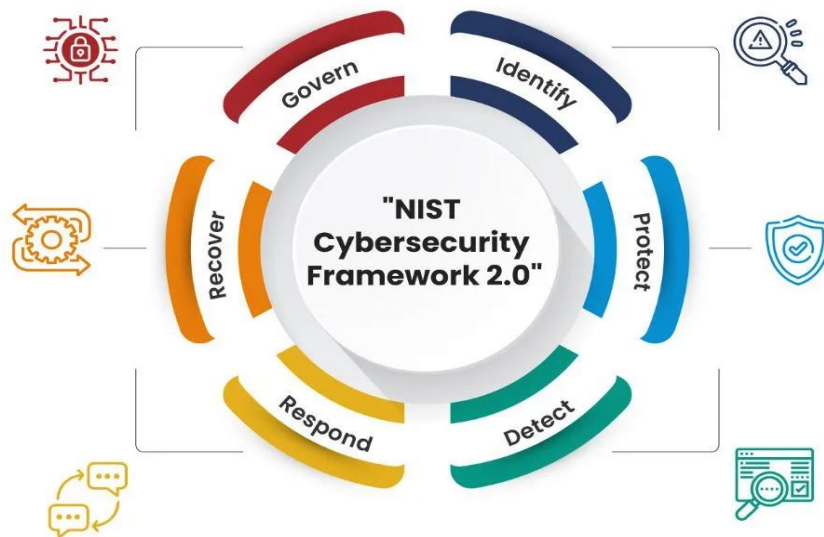 Govern
Identify
"NIST
Cybersecurity
Framework 2.0"
Recover
Protect
Respond
Detect